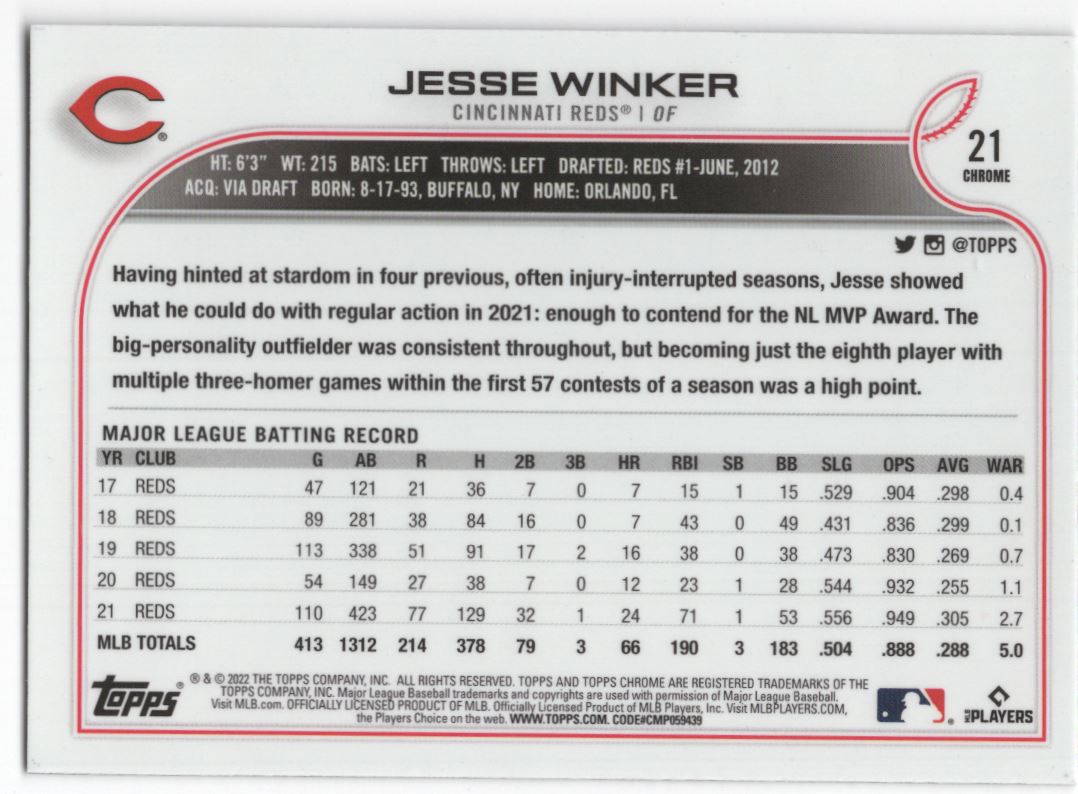 JESSE WINKER
CINCINNATI REDS® | OF
®
21
CHROME
HT: 6'3" WT: 215 BATS: LEFT THROWS: LEFT DRAFTED: REDS #1-JUNE, 2012
ACQ: VIA DRAFT BORN: 8-17-93, BUFFALO, NY HOME: ORLANDO, FL
@TOPPS
Having hinted at stardom in four previous, often injury-interrupted seasons, Jesse showed
what he could do with regular action in 2021: enough to contend for the NL MVP Award. The
big-personality outfielder was consistent throughout, but becoming just the eighth player with
multiple three-homer games within the first 57 contests of a season was a high point.
MAJOR LEAGUE BATTING RECORD
YR CLUB G AB R H 2B 3B HR RBI SB BB SLG OPS AVG WAR
17 REDS 47 121 21 36 7 0 7 15 1 15 .529 .904 .298 0.4
18 REDS 89 281 38 84 16 0 7 43 0 49 .431 .836 .299 0.1
19 REDS 113 338 51 91 17 2 16 38 0 38 .473 .830 .269 0.7
20 REDS 54 149 27 38 7 0 12 23 1 28 .544 .932 .255 1.1
21 REDS 110 423 77 129 32 1 24 71 1 53 .556 .949 .305 2.7
MLB TOTALS 413 1312 214 378 79 3 66 190 3 183 .504 .888 .288 5.0
topps®
® & © 2022 THE TOPPS COMPANY, INC. ALL RIGHTS RESERVED. TOPPS AND TOPPS CHROME ARE REGISTERED TRADEMARKS OF THE
TOPPS COMPANY, INC. Major League Baseball trademarks and copyrights are used with permission of Major League Baseball.
Visit MLB.com. OFFICIALLY LICENSED PRODUCT OF MLB. Officially Licensed Product of MLB Players, Inc. Visit MLBPLAYERS.COM,
the Players Choice on the web. WWW.TOPPS.COM. CODE#CMP059439
®
MLB PLAYERS